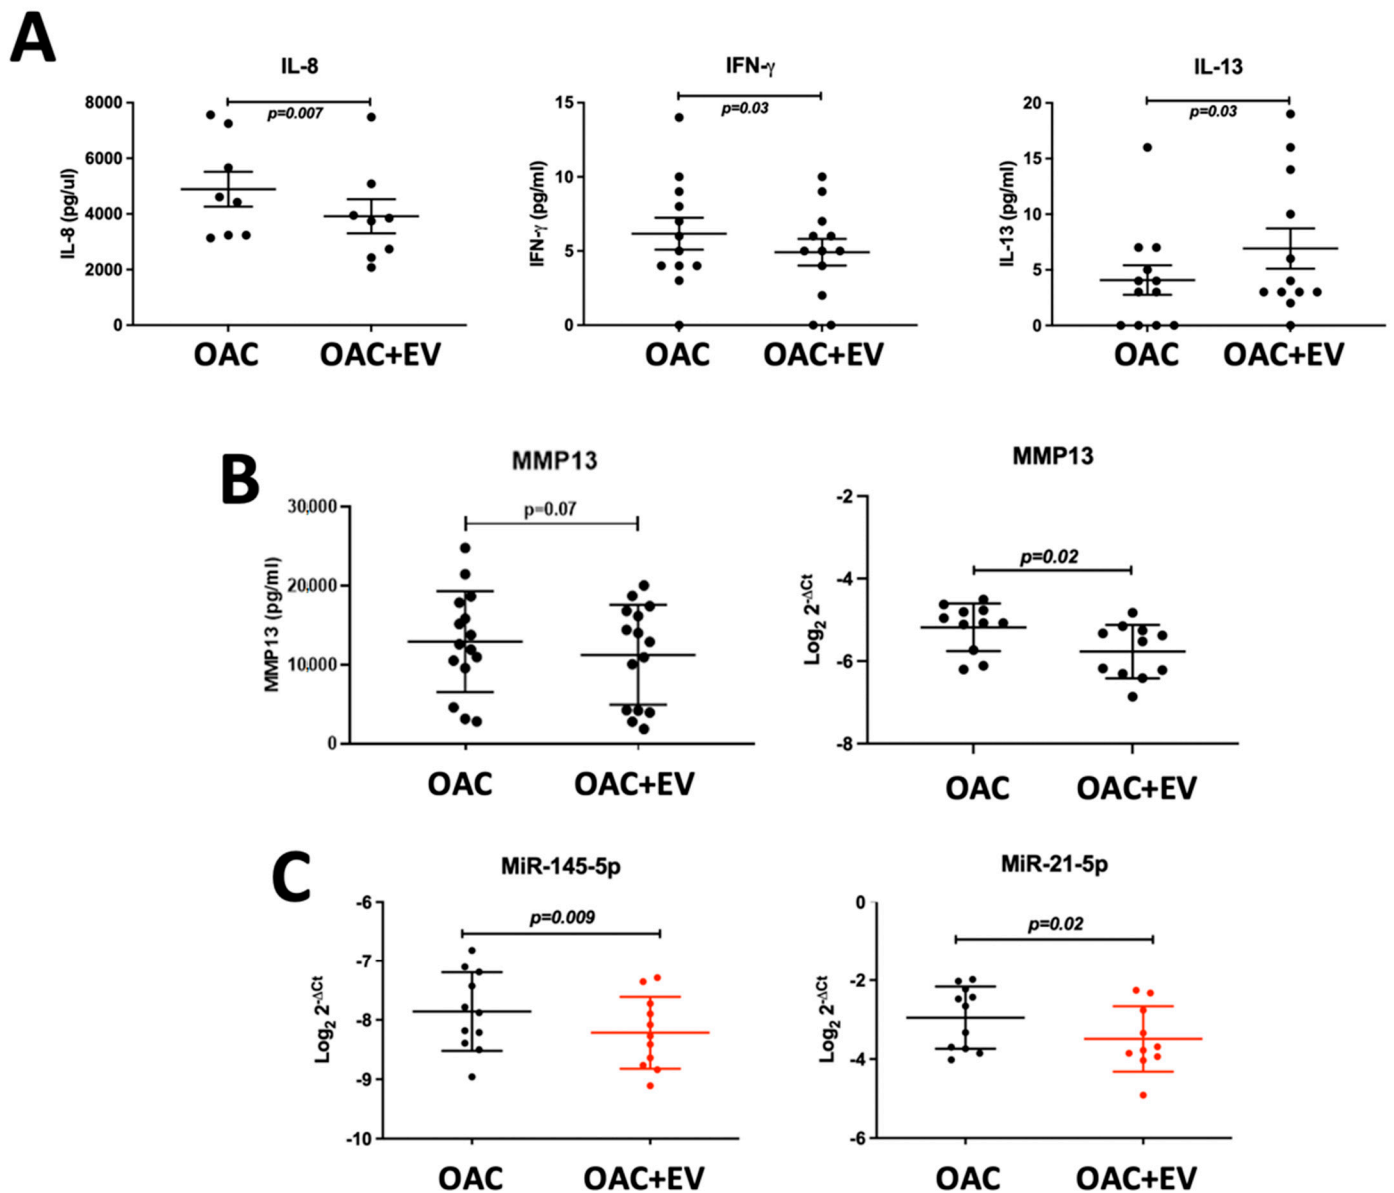 A
IL-8
IFN-γ
IL-13
8000
6000
4000
2000
0
IL-8 (pg/ul)
p=0.007
OAC
OAC+EV
15
10
5
0
IFN-γ (pg/ml)
p=0.03
OAC
OAC+EV
20
15
10
5
0
IL-13 (pg/ml)
p=0.03
OAC
OAC+EV
B
MMP13
30,000
20,000
10,000
0
MMP13 (pg/ml)
p=0.07
OAC
OAC+EV
MMP13
-2
-4
-6
-8
Log2 2-ΔCt
p=0.02
OAC
OAC+EV
C
MiR-145-5p
-6
-7
-8
-9
-10
Log2 2-ΔCt
p=0.009
OAC
OAC+EV
MiR-21-5p
0
-2
-4
-6
Log2 2-ΔCt
p=0.02
OAC
OAC+EV